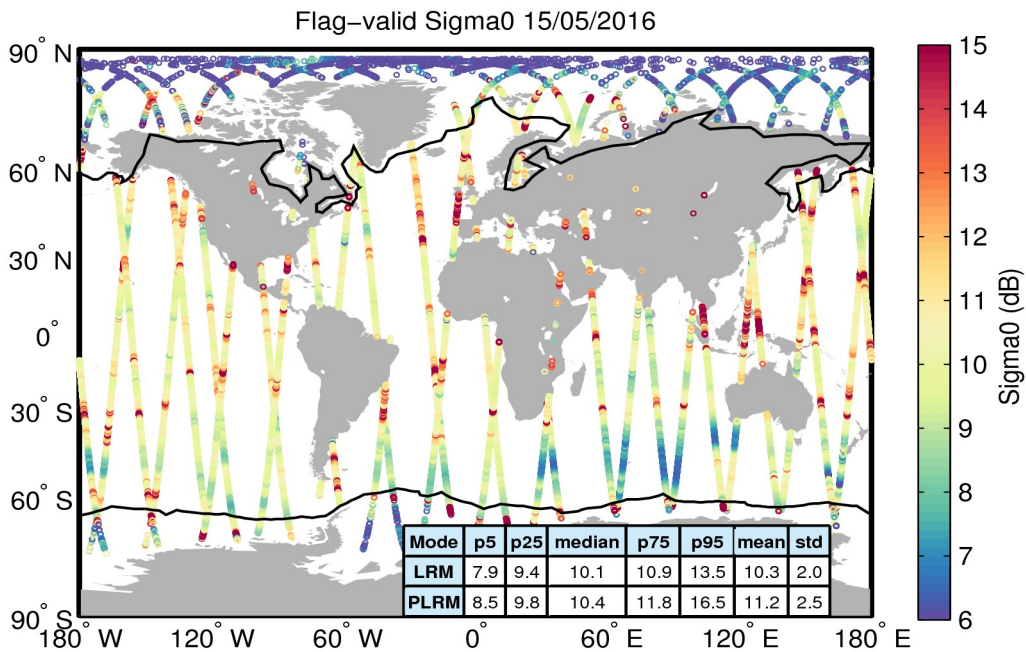 Flag−valid Sigma0 15/05/2016
90° N
60° N
30° N
0°
30° S
60° S
90° S
180° W
120° W
60° W
0°
60° E
120° E
180° E
15
14
13
12
11
10
9
8
7
6
Sigma0 (dB)
Mode p5 p25 median p75 p95 mean std
LRM 7.9 9.4 10.1 10.9 13.5 10.3 2.0
PLRM 8.5 9.8 10.4 11.8 16.5 11.2 2.5